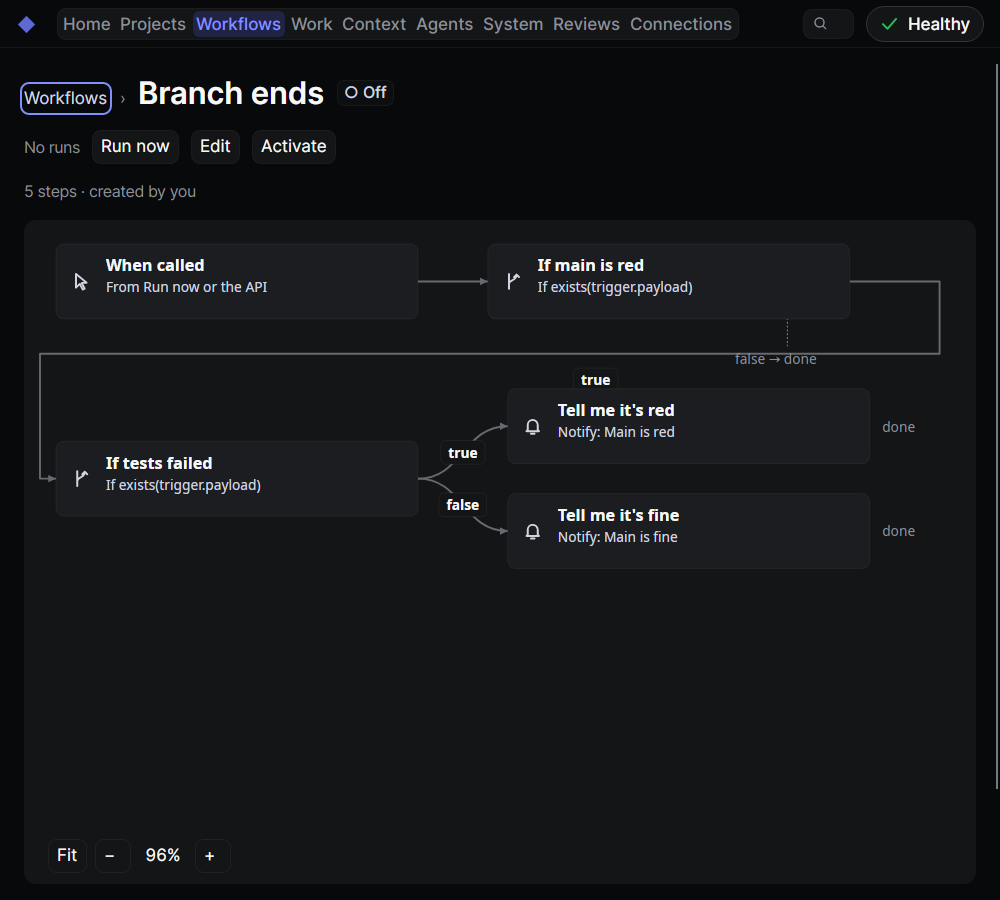 Home Projects Workflows Work Context Agents System Reviews Connections
Healthy
Workflows › Branch ends
Off
No runs
Run now
Edit
Activate
5 steps · created by you
When called
From Run now or the API
If main is red
If exists(trigger.payload)
false → done
true
Tell me it's red
Notify: Main is red
done
If tests failed
If exists(trigger.payload)
true
false
Tell me it's fine
Notify: Main is fine
done
Fit
−
96%
+